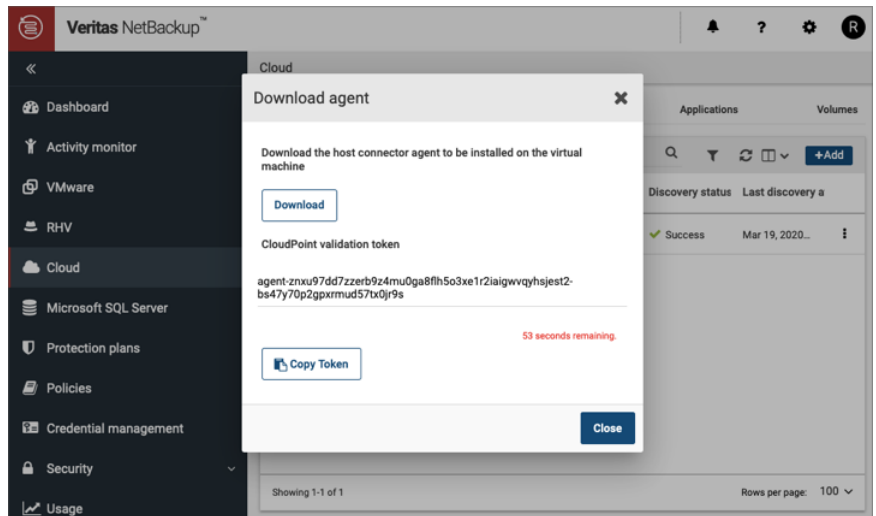 Veritas NetBackup™
?
R
«
Cloud
Dashboard
Activity monitor
VMware
RHV
Cloud
Microsoft SQL Server
Protection plans
Policies
Credential management
Security
Usage
Download agent
Applications
Volumes
Download the host connector agent to be installed on the virtual
machine
+Add
Download
Discovery status Last discovery a
CloudPoint validation token
Success Mar 19, 2020...
agent-znxu97dd7zzerb9z4mu0ga8flh5o3xe1r2iaigwvqyhsjest2-
bs47y70p2gpxrmud57tx0jr9s
53 seconds remaining.
Copy Token
Close
Showing 1-1 of 1
Rows per page: 100